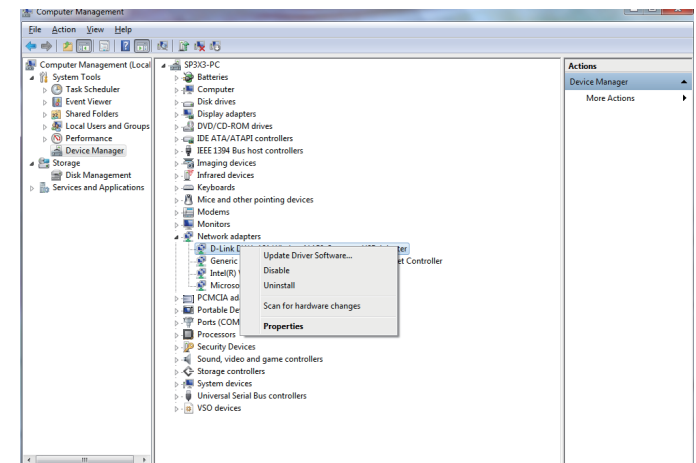 Computer Management
File Action View Help
Computer Management (Local
System Tools
Task Scheduler
Event Viewer
Shared Folders
Local Users and Groups
Performance
Device Manager
Storage
Disk Management
Services and Applications
SP3X3-PC
Batteries
Computer
Disk drives
Display adapters
DVD/CD-ROM drives
IDE ATA/ATAPI controllers
IEEE 1394 Bus host controllers
Imaging devices
Infrared devices
Keyboards
Mice and other pointing devices
Modems
Monitors
Network adapters
D-Link
Generic et Controller
Intel(R)
Microso
PCMCIA ad
Portable De
Ports (COM
Processors
Security Devices
Sound, video and game controllers
Storage controllers
System devices
Universal Serial Bus controllers
VSO devices
Update Driver Software...
Disable
Uninstall
Scan for hardware changes
Properties
Actions
Device Manager
More Actions